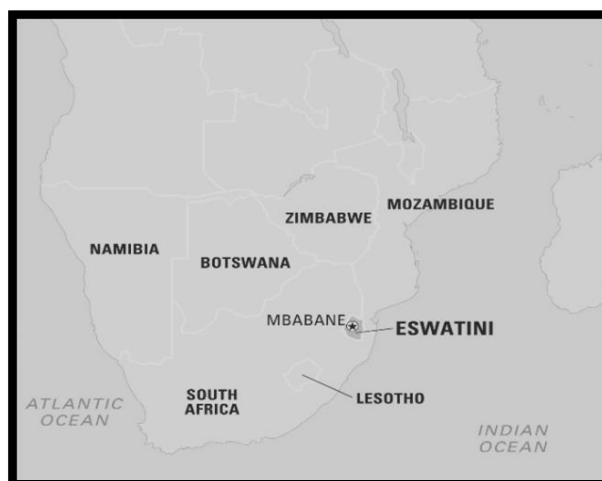 ZIMBABWE
MOZAMBIQUE
NAMIBIA
BOTSWANA
MBABANE
ESWATINI
SOUTH
AFRICA
LESOTHO
ATLANTIC
OCEAN
INDIAN
OCEAN